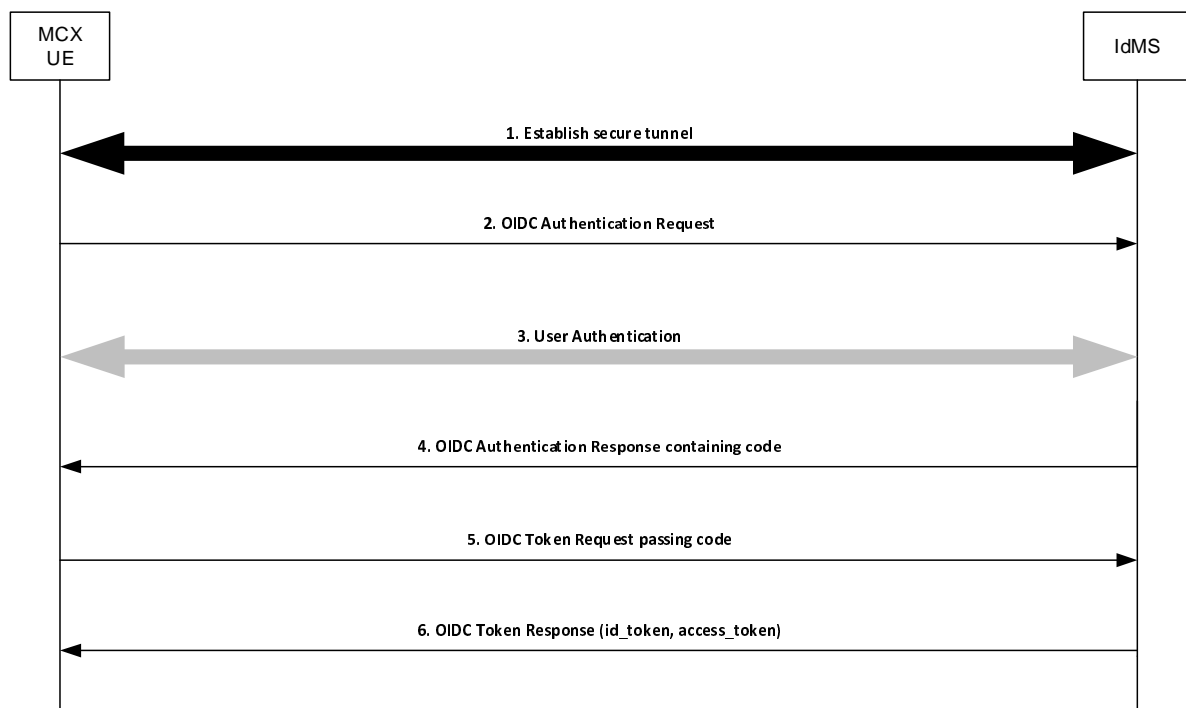 MCX
UE
IdMS
1. Establish secure tunnel
2. OIDC Authentication Request
3. User Authentication
4. OIDC Authentication Response containing code
5. OIDC Token Request passing code
6. OIDC Token Response (id_token, access_token)